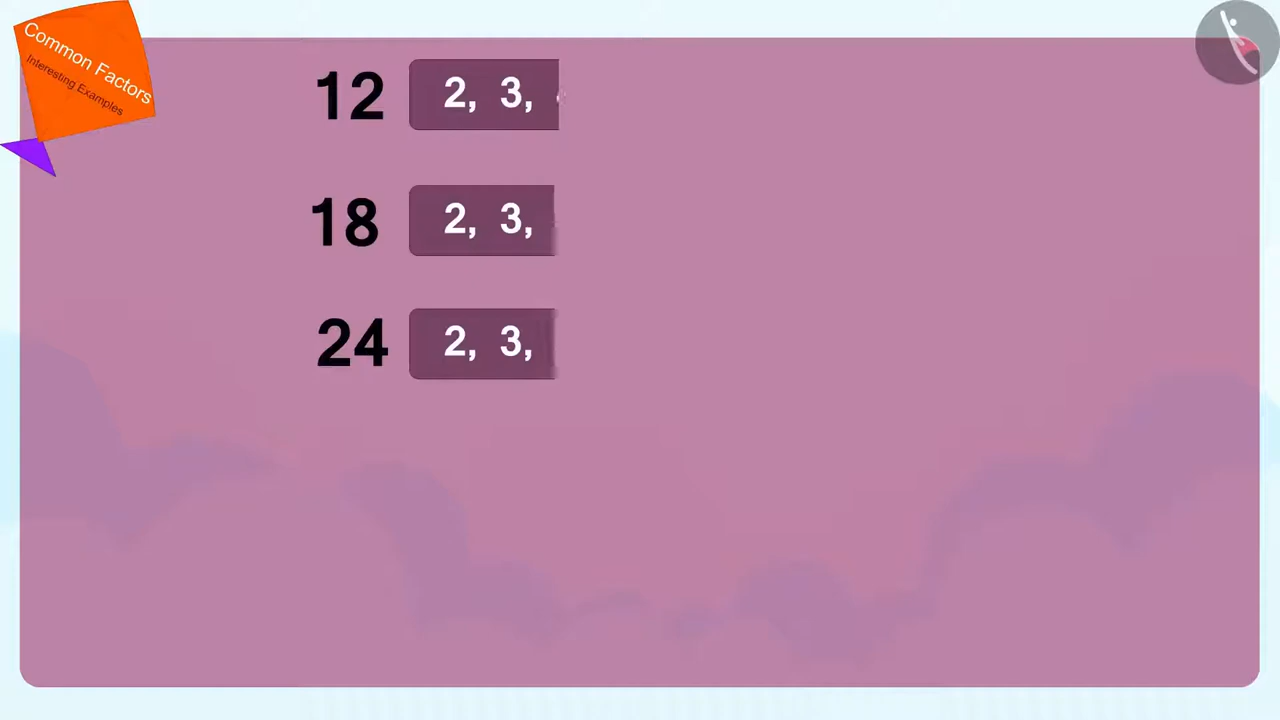 Common Factors
Interesting Examples
12 2, 3,
18 2, 3,
24 2, 3,